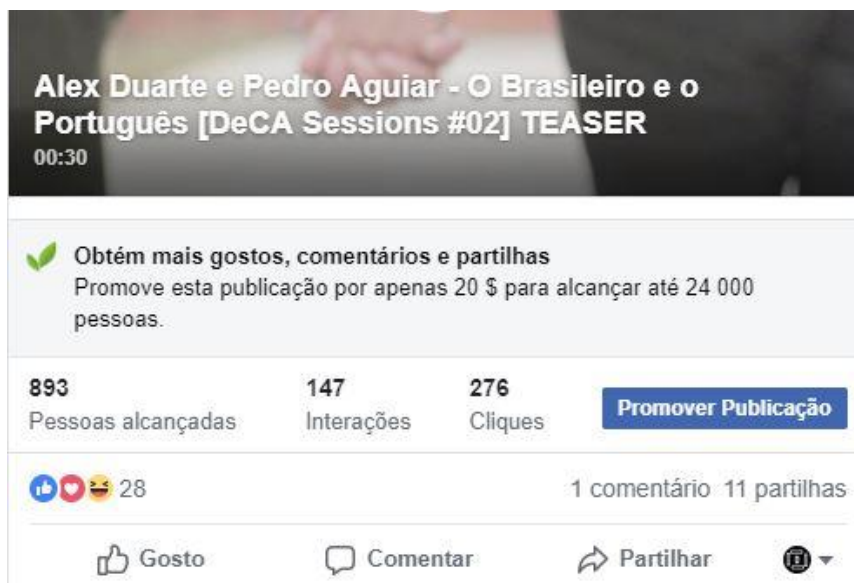 Alex Duarte e Pedro Aguiar - O Brasileiro e o
Português [DeCA Sessions #02] TEASER
00:30
Obtém mais gostos, comentários e partilhas
Promove esta publicação por apenas 20 $ para alcançar até 24 000
pessoas.
893 147 276
Pessoas alcançadas Interações Cliques Promover Publicação
28 1 comentário 11 partilhas
Gosto Comentar Partilhar